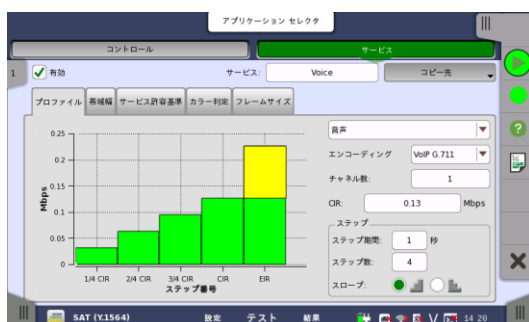 アプリケーション セレクタ
コントロール
サービス
1
有効
サービス:
Voice
コピー先
プロファイル
帯域幅
サービス許容基準
カラー判定
フレームサイズ
Mbps
0.25
0.2
0.15
0.1
0.05
0
1/4 CIR
2/4 CIR
3/4 CIR
CIR
EIR
ステップ番号
音声
エンコーディング
VoIP G.711
チャネル数:
1
CIR:
0.13
Mbps
ステップ
ステップ期間:
1
秒
ステップ数:
4
スロープ:
SAT (Y.1564)
設定
テスト
結果
14 20